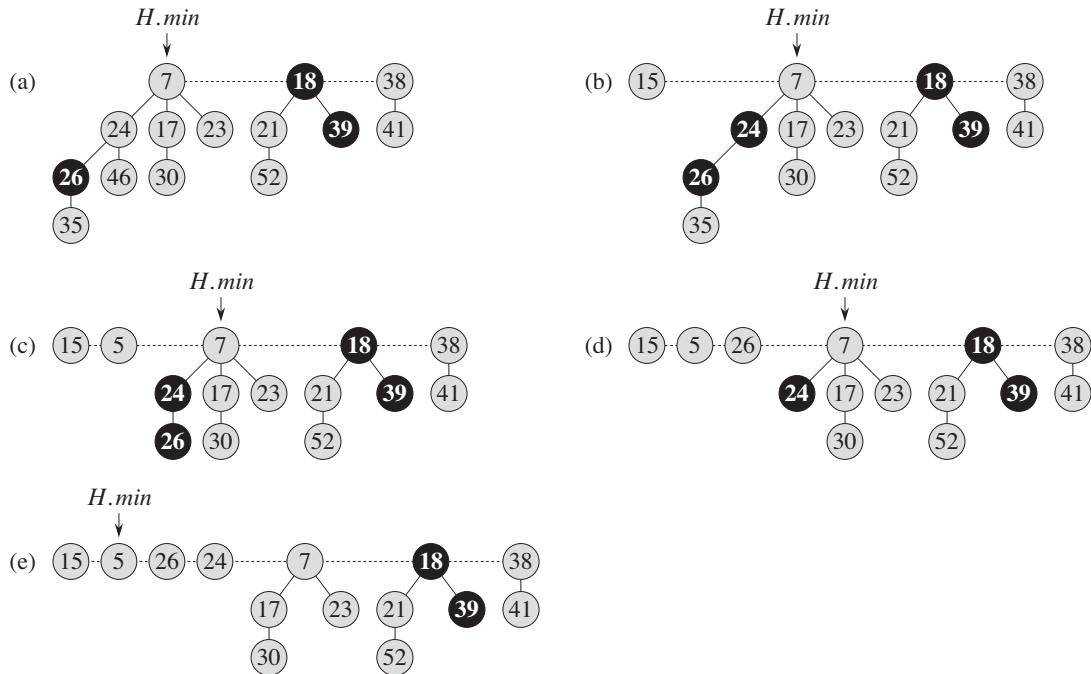 H.min H.min
(a) 7 18 38 (b) 15 7 18 38
24 17 23 21 39 41 24 17 23 21 39 41
26 46 30 52 26 30 52
35 35
H.min H.min
(c) 15 5 7 18 38 (d) 15 5 26 7 18 38
24 17 23 21 39 41 24 17 23 21 39 41
26 30 52 30 52
H.min
(e) 15 5 26 24 7 18 38
17 23 21 39 41
30 52